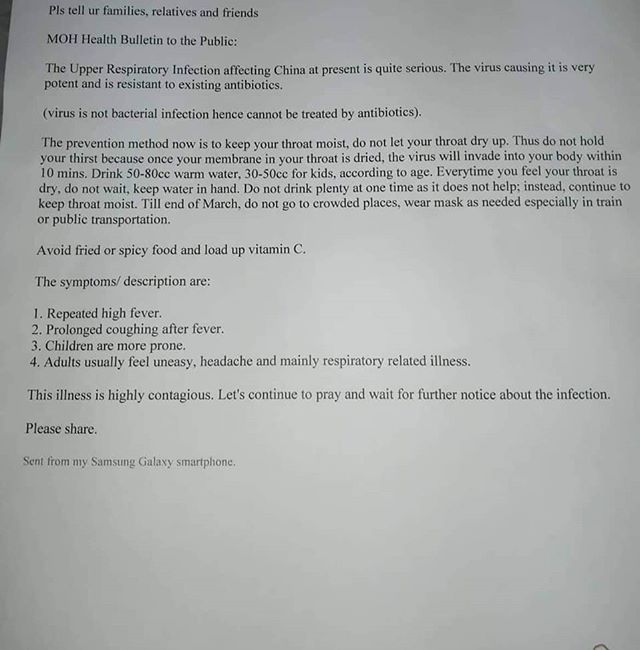 Pls tell ur families, relatives and friends
MOH Health Bulletin to the Public:
The Upper Respiratory Infection affecting China at present is quite serious. The virus causing it is very
potent and is resistant to existing antibiotics.
(virus is not bacterial infection hence cannot be treated by antibiotics).
The prevention method now is to keep your throat moist, do not let your throat dry up. Thus do not hold
your thirst because once your membrane in your throat is dried, the virus will invade into your body within
10 mins. Drink 50-80cc warm water, 30-50cc for kids, according to age. Everytime you feel your throat is
dry, do not wait, keep water in hand. Do not drink plenty at one time as it does not help; instead, continue to
keep throat moist. Till end of March, do not go to crowded places, wear mask as needed especially in train
or public transportation.
Avoid fried or spicy food and load up vitamin C.
The symptoms/ description are:
1. Repeated high fever.
2. Prolonged coughing after fever.
3. Children are more prone.
4. Adults usually feel uneasy, headache and mainly respiratory related illness.
This illness is highly contagious. Let's continue to pray and wait for further notice about the infection.
Please share.
Sent from my Samsung Galaxy smartphone.